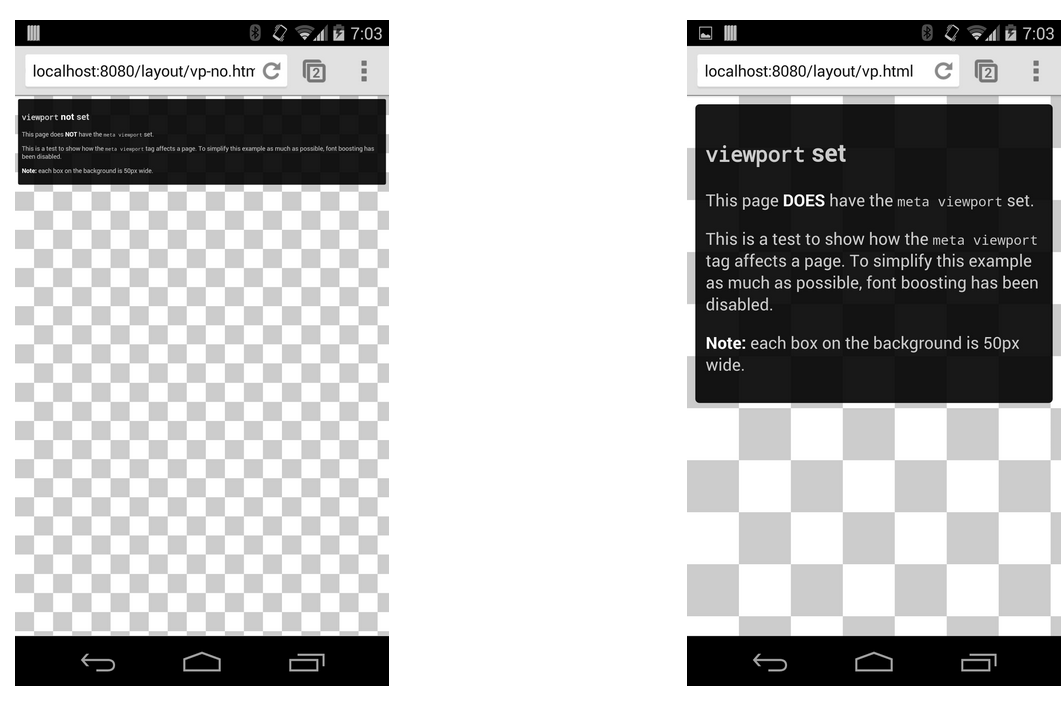 7:03
localhost:8080/layout/vp-no.htm
2
viewport not set
This page does NOT have the meta viewport set.
This is a test to show how the meta viewport tag affects a page. To simplify this example as much as possible, font boosting has
been disabled.
Note: each box on the background is 50px wide.
7:03
localhost:8080/layout/vp.html
2
viewport set
This page DOES have the meta viewport set.
This is a test to show how the meta viewport
tag affects a page. To simplify this example
as much as possible, font boosting has been
disabled.
Note: each box on the background is 50px
wide.